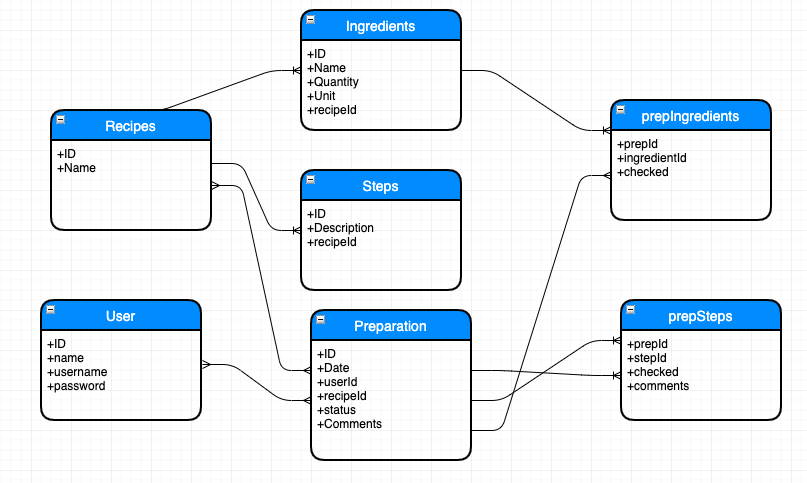 Ingredients
+ID
+Name
+Quantity
+Unit
+recipeId
Recipes
+ID
+Name
prepIngredients
+prepId
+ingredientId
+checked
Steps
+ID
+Description
+recipeId
User
+ID
+name
+username
+password
Preparation
+ID
+Date
+userId
+recipeId
+status
+Comments
prepSteps
+prepId
+stepId
+checked
+comments